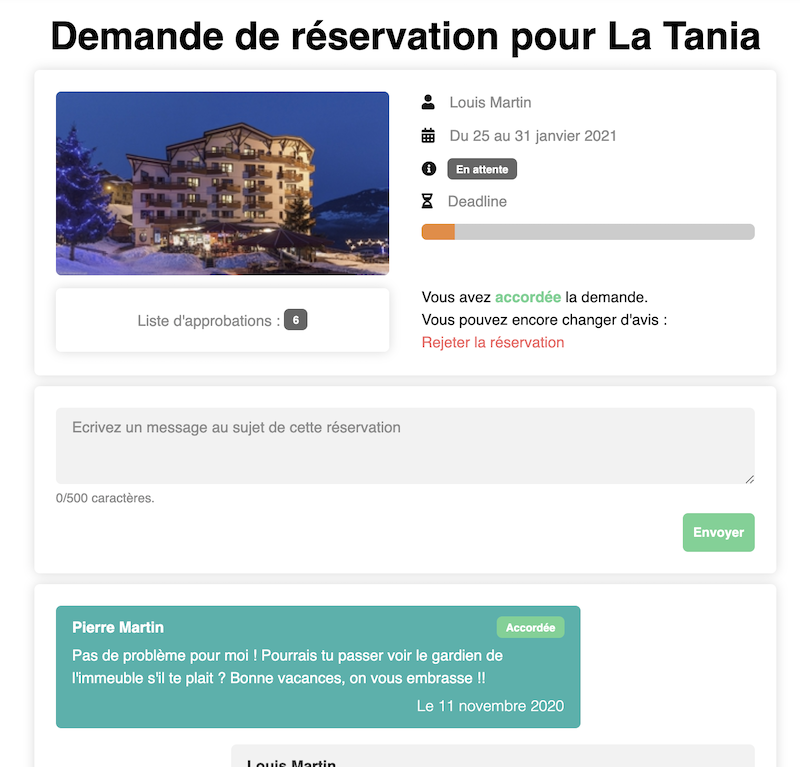 Demande de réservation pour La Tania
Louis Martin
Du 25 au 31 janvier 2021
En attente
Deadline
Liste d'approbations : 6
Vous avez accordée la demande.
Vous pouvez encore changer d'avis :
Rejeter la réservation
Ecrivez un message au sujet de cette réservation
0/500 caractères.
Envoyer
Pierre Martin
Accordée
Pas de problème pour moi ! Pourrais tu passer voir le gardien de
l'immeuble s'il te plait ? Bonne vacances, on vous embrasse !!
Le 11 novembre 2020
Louis Martin